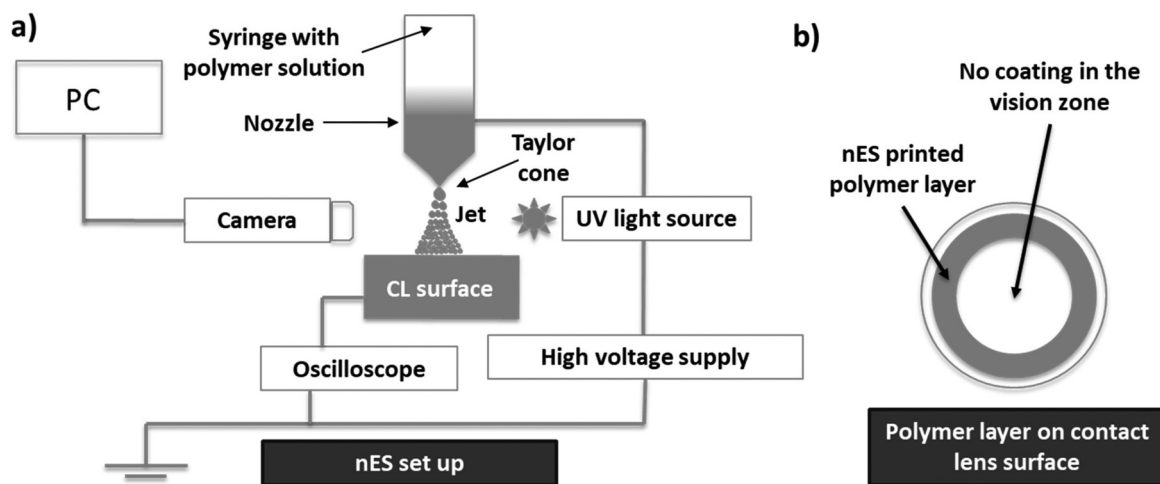 a)
Syringe with
polymer solution
PC
Nozzle
Taylor
cone
Camera
Jet
UV light source
CL surface
Oscilloscope
High voltage supply
nES set up
b)
No coating in the
vision zone
nES printed
polymer layer
Polymer layer on contact
lens surface